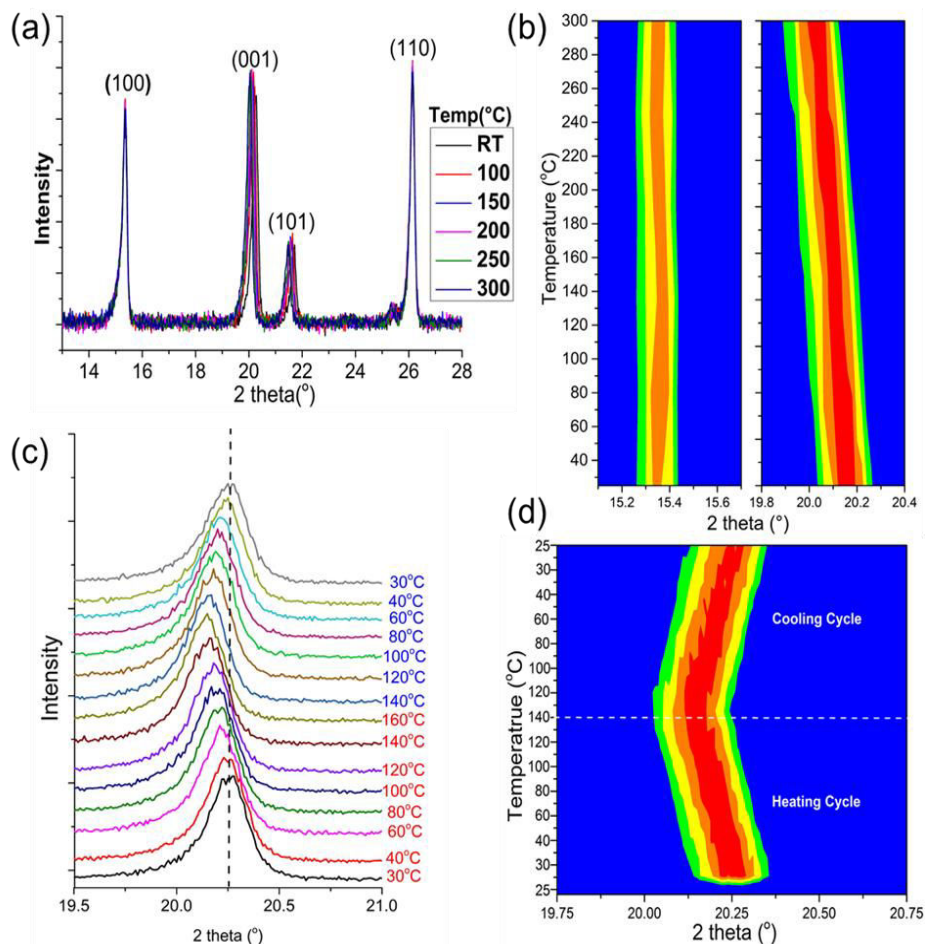 (a)
(100)
(001)
(101)
(110)
Temp(°C)
RT
100
150
200
250
300
Intensity
14 16 18 20 22 24 26 28
2 theta(°)
(b)
300
280
260
240
220
200
180
160
140
120
100
80
60
40
Temperature (°C)
15.2 15.4 15.6 19.8 20.0 20.2 20.4
2 theta (°)
(c)
Intensity
30°C
40°C
60°C
80°C
100°C
120°C
140°C
160°C
140°C
120°C
100°C
80°C
60°C
40°C
30°C
19.5 20.0 20.5 21.0
2 theta (°)
(d)
Temperatrue (°C)
25
30
40
60
80
100
120
140
120
100
80
60
40
30
25
Cooling Cycle
Heating Cycle
19.75 20.00 20.25 20.50 20.75
2 theta (°)